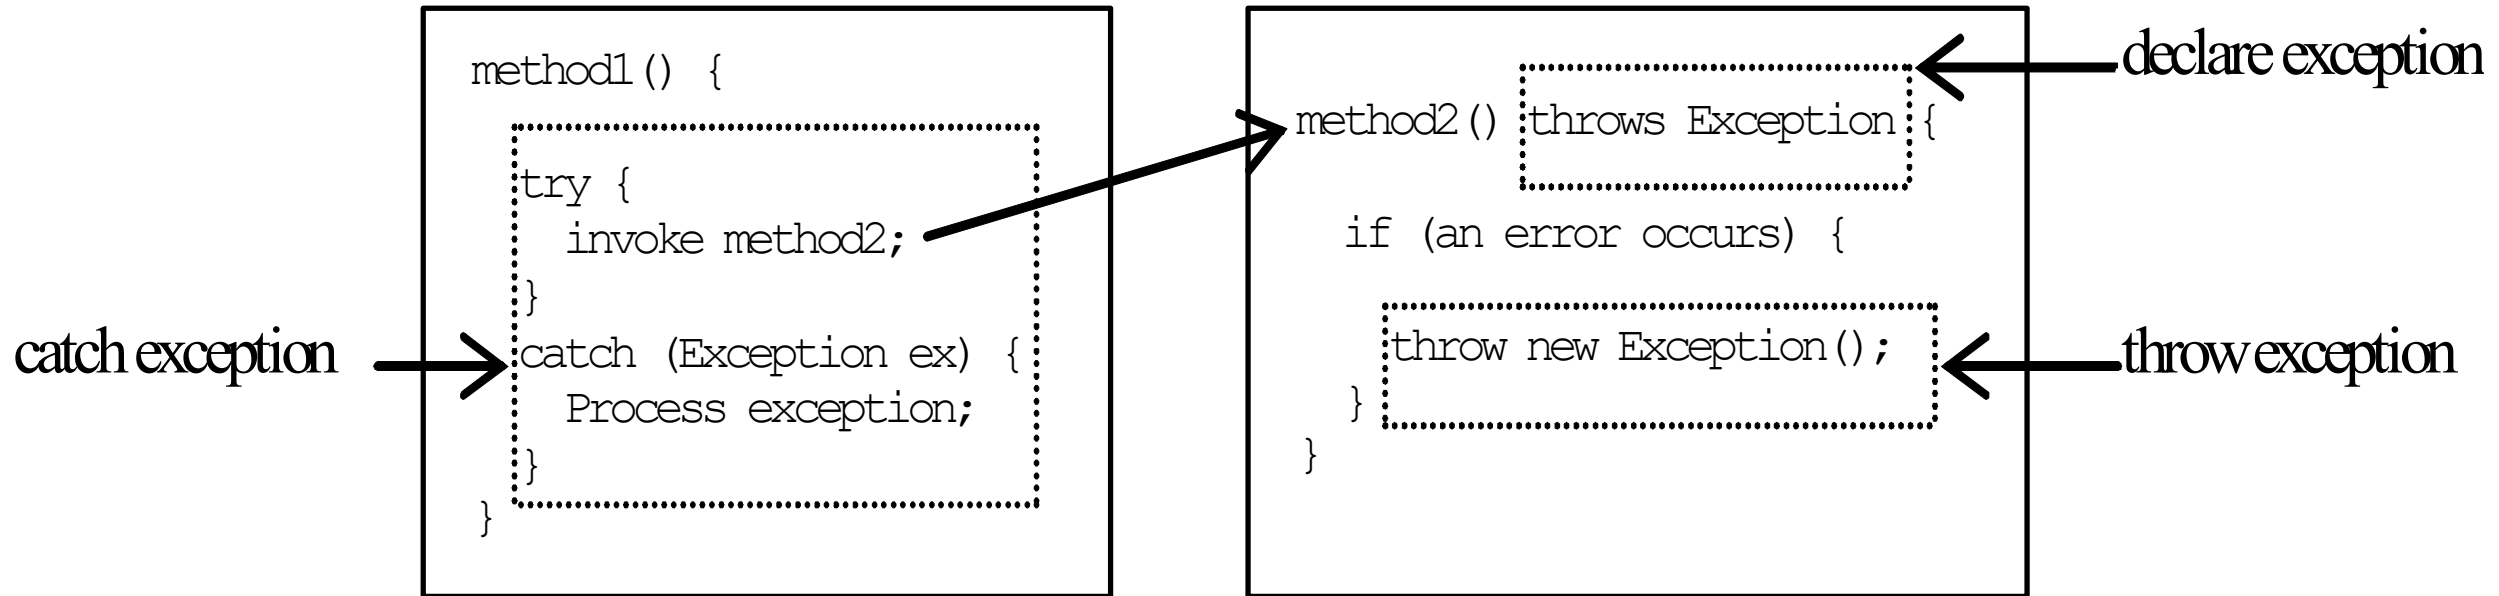 method1() {
try {
invoke method2;
}
catch (Exception ex) {
Process exception;
}
}
catch exception
method2() throws Exception {
if (an error occurs) {
throw new Exception();
}
}
declare exception
throw exception